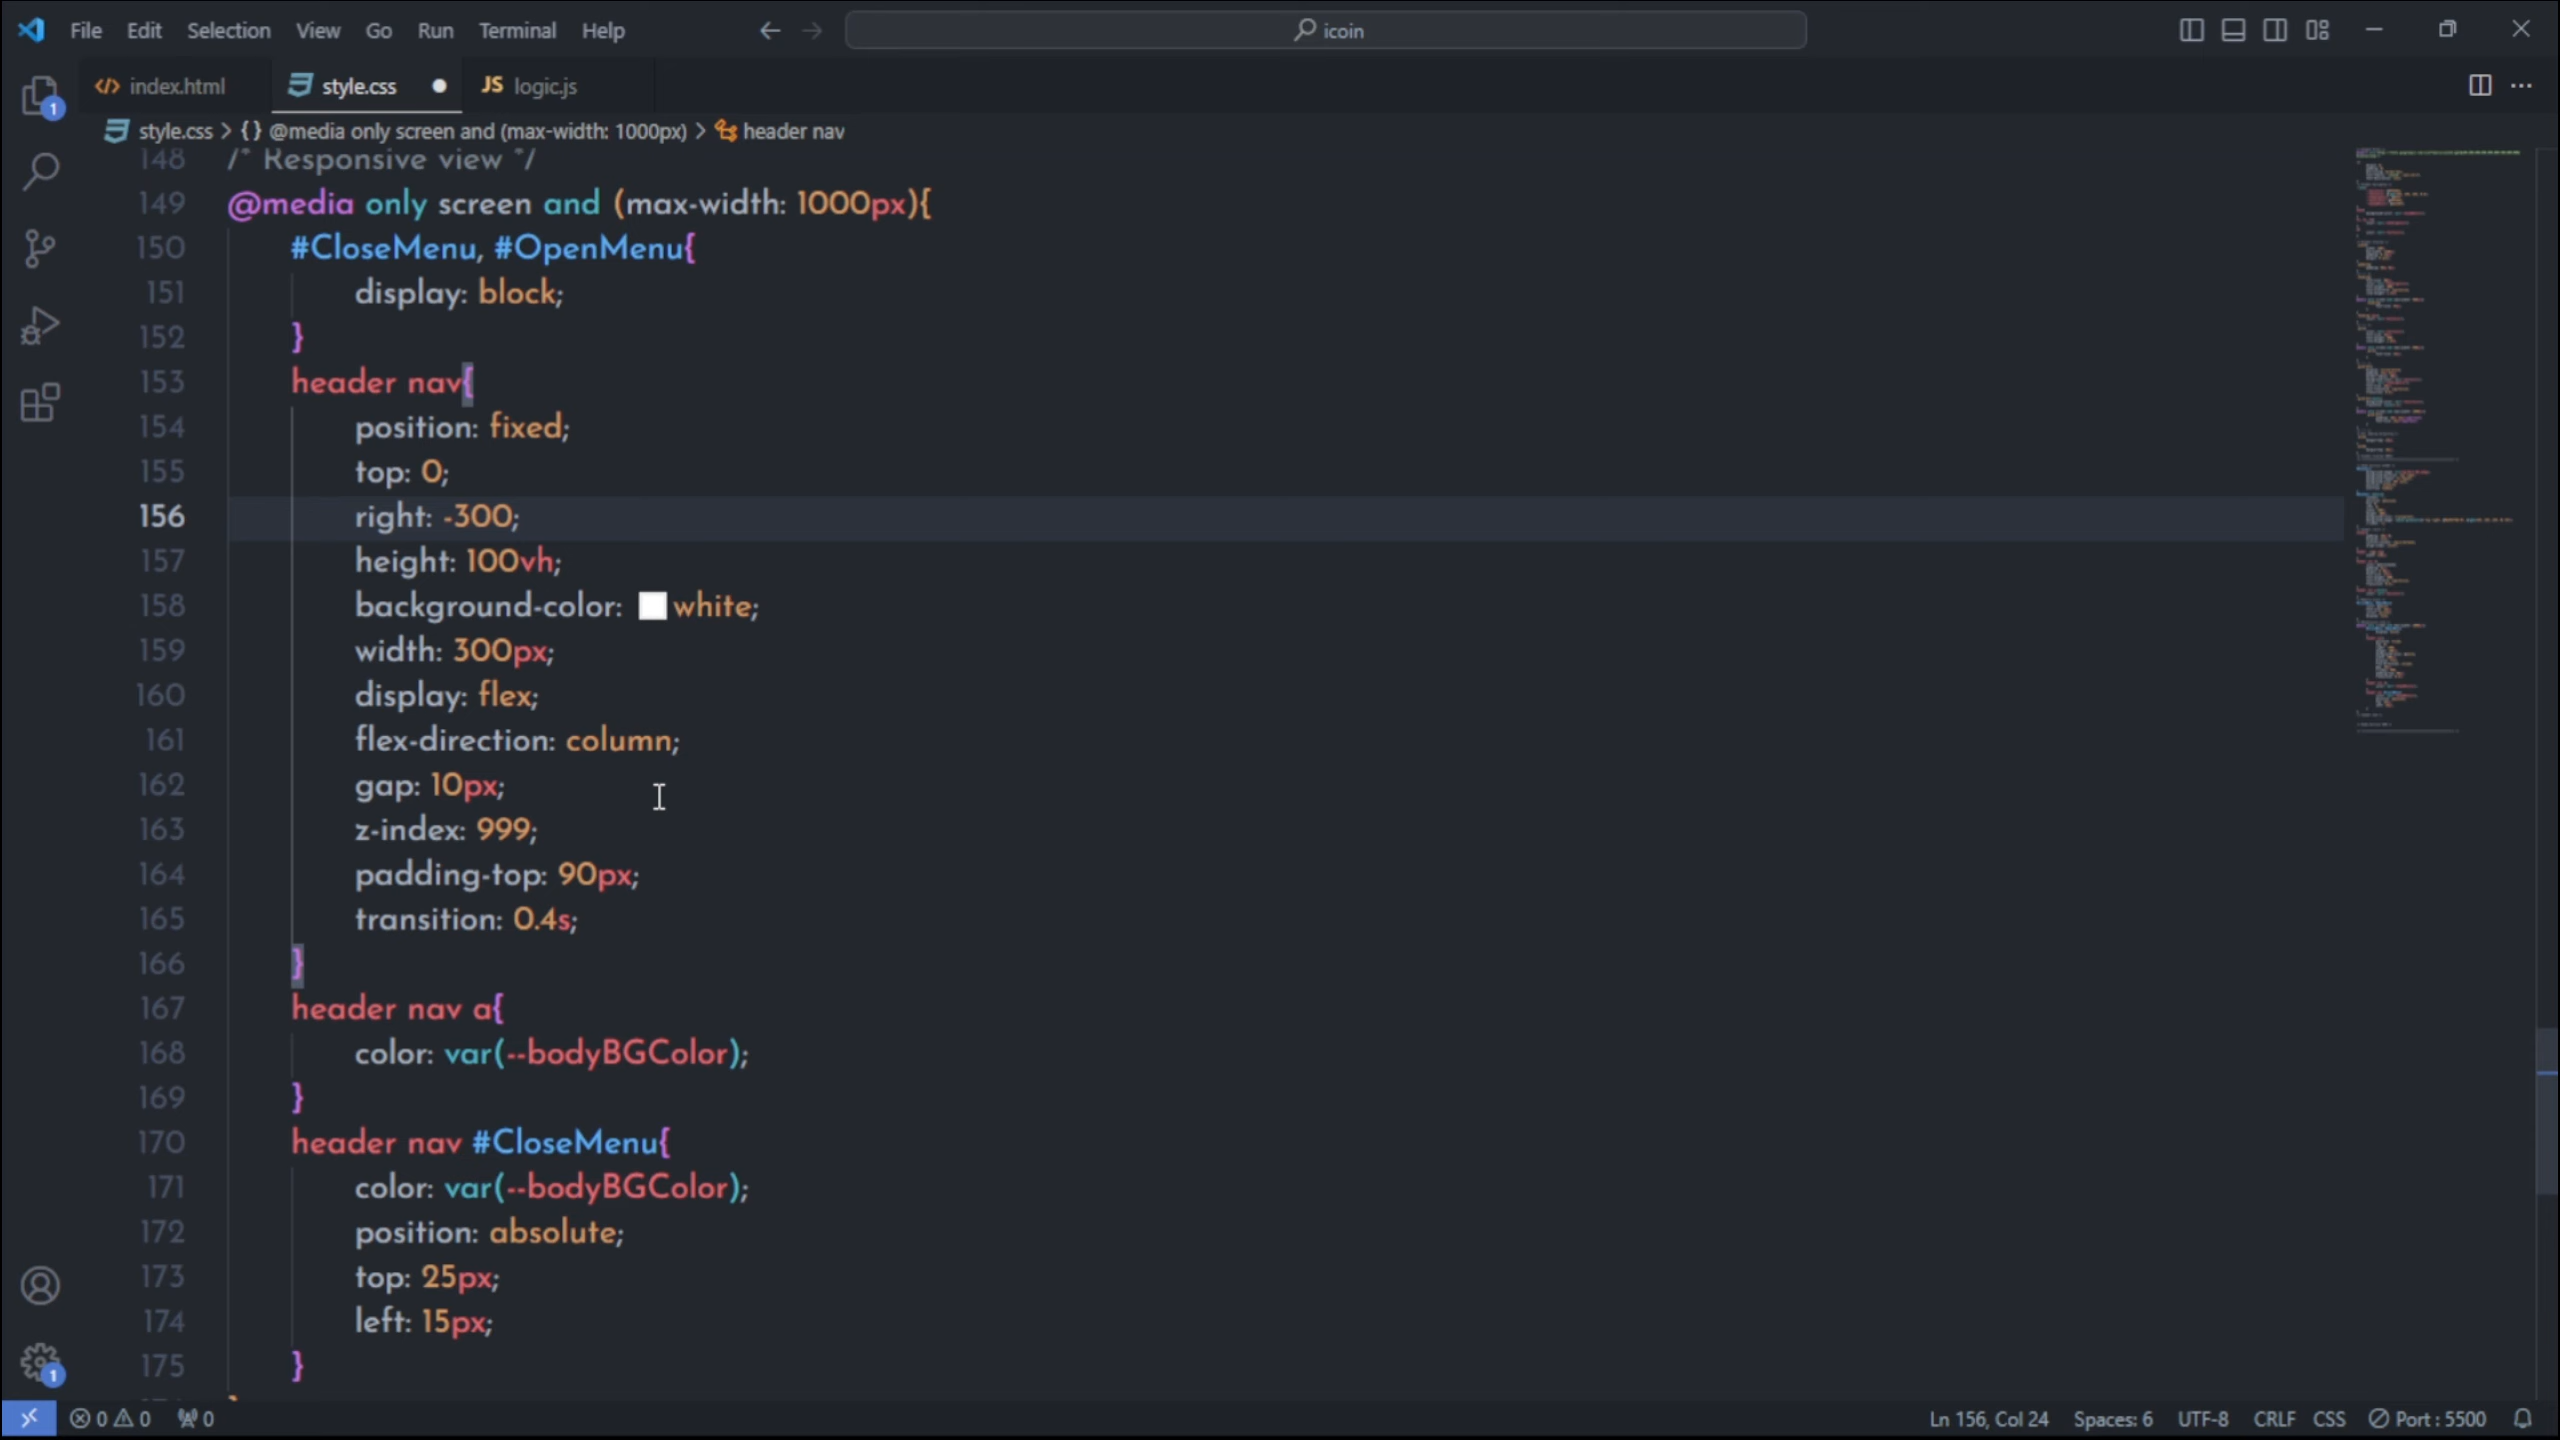 File Edit Selection View Go Run Terminal Help icoin
index.html style.css JS logic.js
style.css > {} @media only screen and (max-width: 1000px) > header nav
148 /* Responsive view */
149 @media only screen and (max-width: 1000px){
150 #CloseMenu, #OpenMenu{
151 display: block;
152 }
153 header nav{
154 position: fixed;
155 top: 0;
156 right: -300;
157 height: 100vh;
158 background-color: white;
159 width: 300px;
160 display: flex;
161 flex-direction: column;
162 gap: 10px;
163 z-index: 999;
164 padding-top: 90px;
165 transition: 0.4s;
166 }
167 header nav a{
168 color: var(--bodyBGColor);
169 }
170 header nav #CloseMenu{
171 color: var(--bodyBGColor);
172 position: absolute;
173 top: 25px;
174 left: 15px;
175 }
1
1
0 0 0 Ln 156, Col 24 Spaces: 6 UTF-8 CRLF CSS Port : 5500